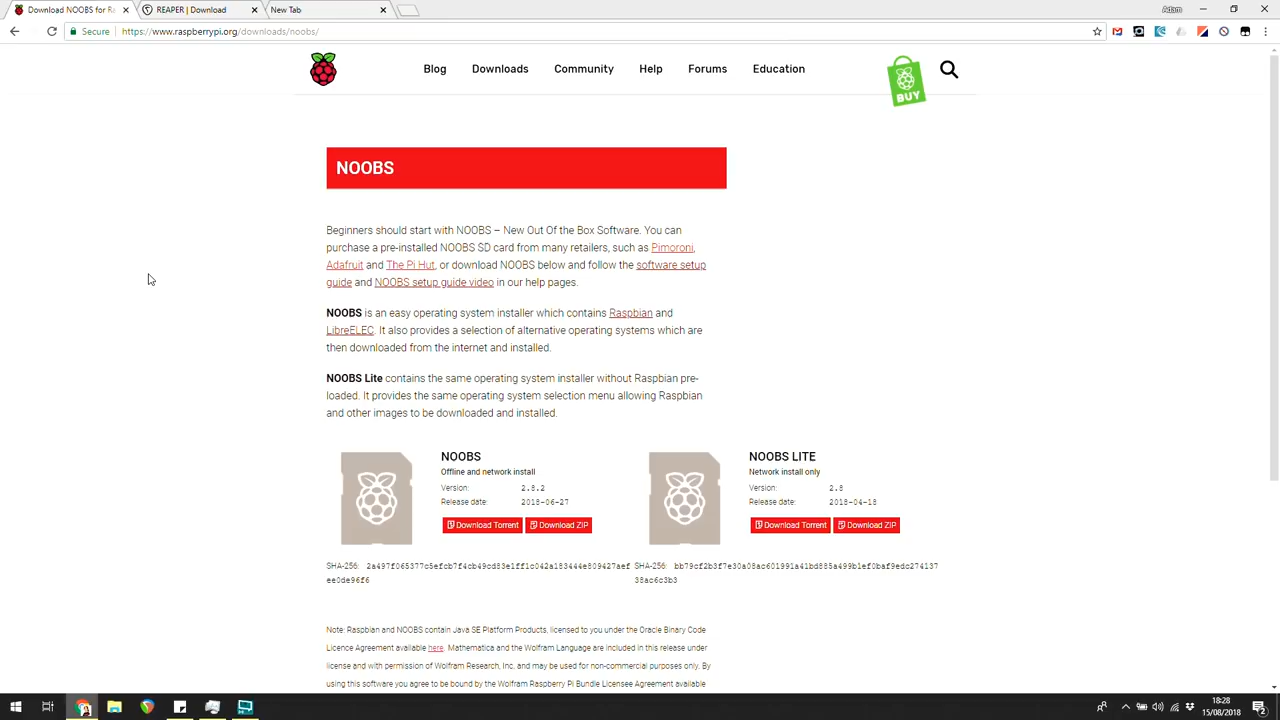 Download NOOBS for Ra
REAPER | Download
New Tab
Adam
Secure
https://www.raspberrypi.org/downloads/noobs/
Blog
Downloads
Community
Help
Forums
Education
BUY
NOOBS
Beginners should start with NOOBS – New Out Of the Box Software. You can
purchase a pre-installed NOOBS SD card from many retailers, such as Pimoroni,
Adafruit and The Pi Hut, or download NOOBS below and follow the software setup
guide and NOOBS setup guide video in our help pages.
NOOBS is an easy operating system installer which contains Raspbian and
LibreELEC. It also provides a selection of alternative operating systems which are
then downloaded from the internet and installed.
NOOBS Lite contains the same operating system installer without Raspbian pre-
loaded. It provides the same operating system selection menu allowing Raspbian
and other images to be downloaded and installed.
NOOBS
Offline and network install
Version: 2.8.2
Release date: 2018-06-27
Download Torrent
Download ZIP
NOOBS LITE
Network install only
Version: 2.8
Release date: 2018-04-18
Download Torrent
Download ZIP
SHA-256:
SHA-256:
Note: Raspbian and NOOBS contain Java SE Platform Products, licensed to you under the Oracle Binary Code
Licence Agreement available here. Mathematica and the Wolfram Language are included in this release under
license and with permission of Wolfram Research, Inc. and may be used for non-commercial purposes only. By
using this software you agree to be bound by the Wolfram Raspberry Pi Bundle Licensee Agreement available
18:28
15/08/2018
2